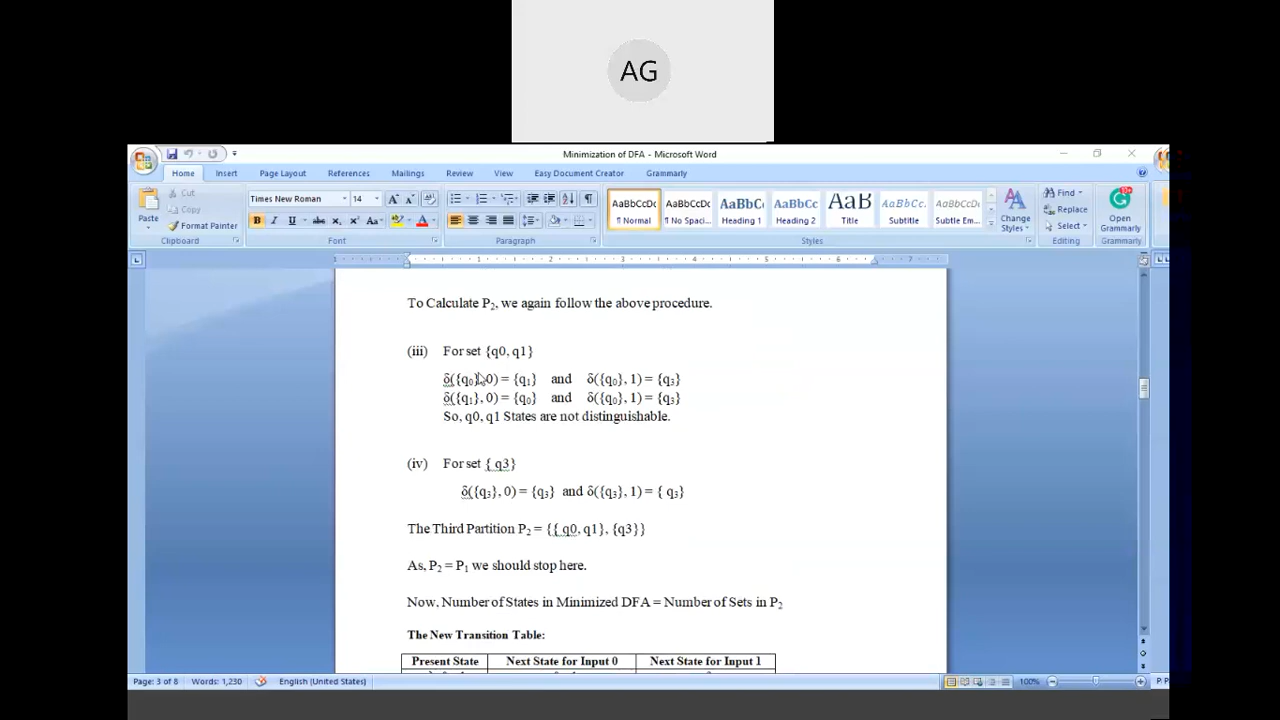 AG
Minimization of DFA - Microsoft Word
Home Insert Page Layout References Mailings Review View Easy Document Creator Grammarly
Cut
Copy
Format Painter
Paste
Clipboard
Times New Roman 14
Font
Paragraph
AaBbCcDd AaBbCcDd AaBbC AaBbCc AaB AaBbCc. AaBbCcD
¶ Normal ¶ No Spaci... Heading 1 Heading 2 Title Subtitle Subtle Em...
Change Styles
Styles
Find
Replace
Select
Editing
Open Grammarly
Grammarly
To Calculate P₂, we again follow the above procedure.
(iii) For set {q0, q1}
δ({q₀}, 0) = {q₁} and δ({q₀}, 1) = {q₃}
δ({q₁}, 0) = {q₀} and δ({q₀}, 1) = {q₃}
So, q0, q1 States are not distinguishable.
(iv) For set { q3}
δ({q₃}, 0) = {q₃} and δ({q₃}, 1) = { q₃}
The Third Partition P₂ = {{ q0, q1}, {q3}}
As, P₂ = P₁ we should stop here.
Now, Number of States in Minimized DFA = Number of Sets in P₂
The New Transition Table:
Present State Next State for Input 0 Next State for Input 1
Page: 3 of 8 Words: 1,230 English (United States) 100%